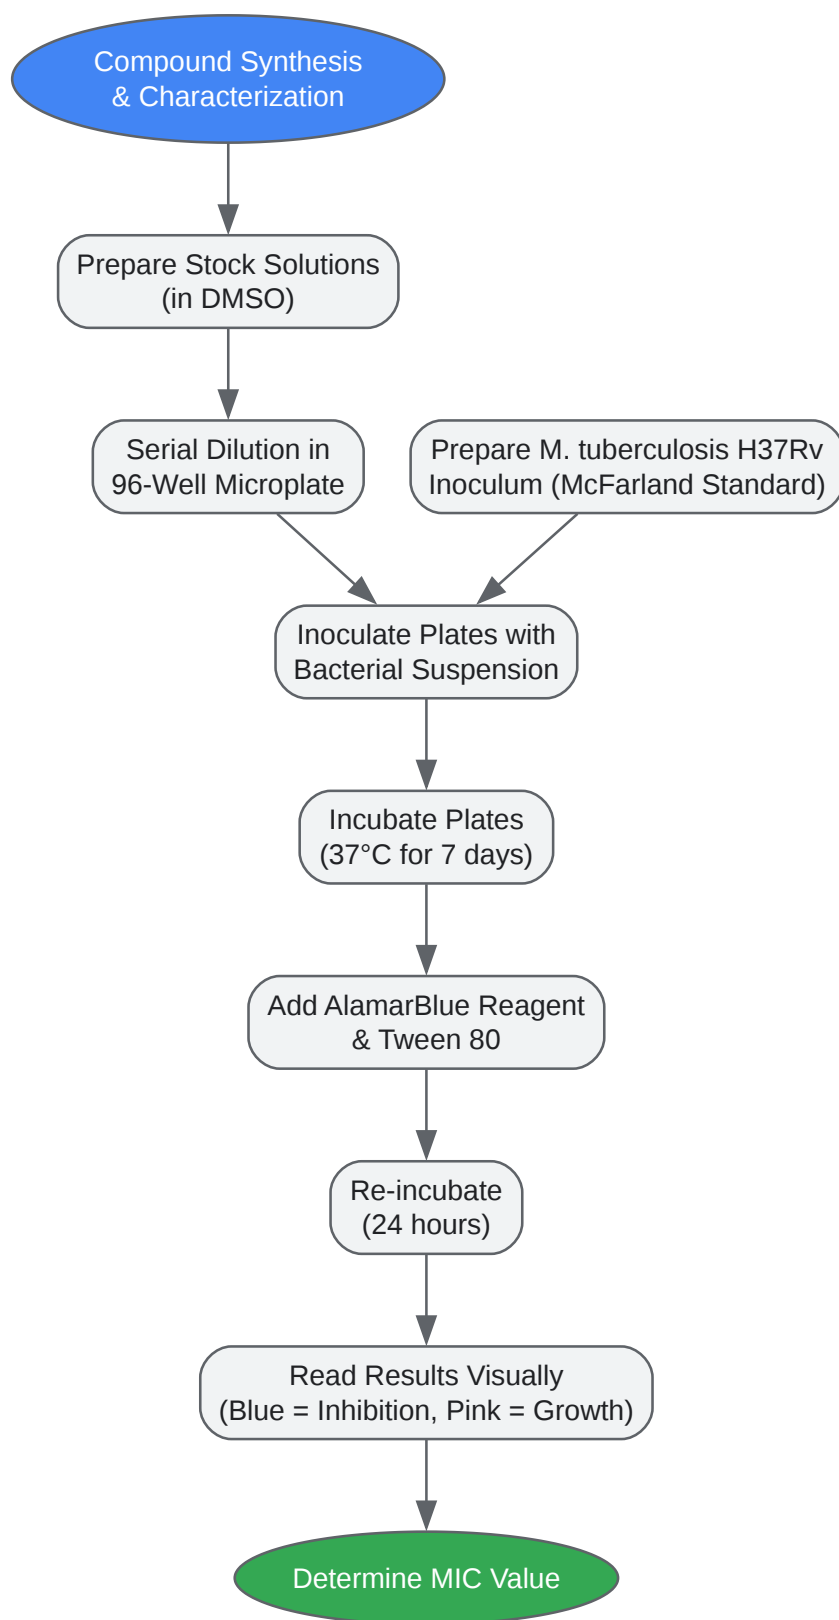 Compound Synthesis
& Characterization
Prepare Stock Solutions
(in DMSO)
Serial Dilution in
96-Well Microplate
Prepare M. tuberculosis H37Rv
Inoculum (McFarland Standard)
Inoculate Plates with
Bacterial Suspension
Incubate Plates
(37°C for 7 days)
Add AlamarBlue Reagent
& Tween 80
Re-incubate
(24 hours)
Read Results Visually
(Blue = Inhibition, Pink = Growth)
Determine MIC Value